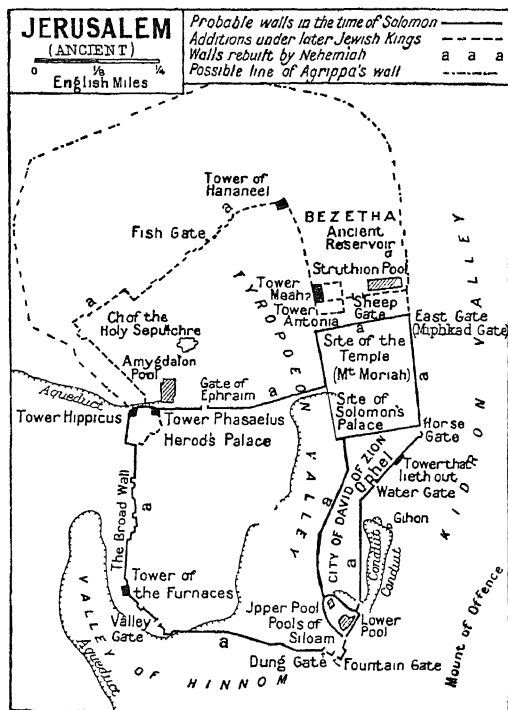 JERUSALEM
(ANCIENT)
0 1/8 1/4
English Miles
Probable walls in the time of Solomon
Additions under later Jewish Kings
Walls rebuilt by Nehemiah a a a
Possible line of Agrippa's wall
Tower of
Hananeel
a
Fish Gate
BEZETHA
Ancient
Reservoir
Struthion Pool
Tower
Meah?
Tower
Antonia
Sheep
Gate
a
East Gate
(Miphkad Gate)
a
Ch of the
Holy Sepulchre
Amygdalon
Pool
Aqueduct
Gate of
Ephraim
a
TYROPOEON VALLEY
Site of the
Temple
(Mt Moriah)
a
Site of
Solomon's
Palace
Tower Hippicus
Tower Phasaelus
Herod's Palace
Horse
Gate
Tower that
lieth out
Water Gate
KIDRON VALLEY
CITY OF DAVID OF ZION
Ophel
a
Gihon
Conduit
Conduit
a
The Broad Wall
a
Tower of
the Furnaces
Valley
Gate
VALLEY OF HINNOM
Aqueduct
a
Upper Pool
Pools of
Siloam
Lower
Pool
Dung Gate
Fountain Gate
Mount of Offence